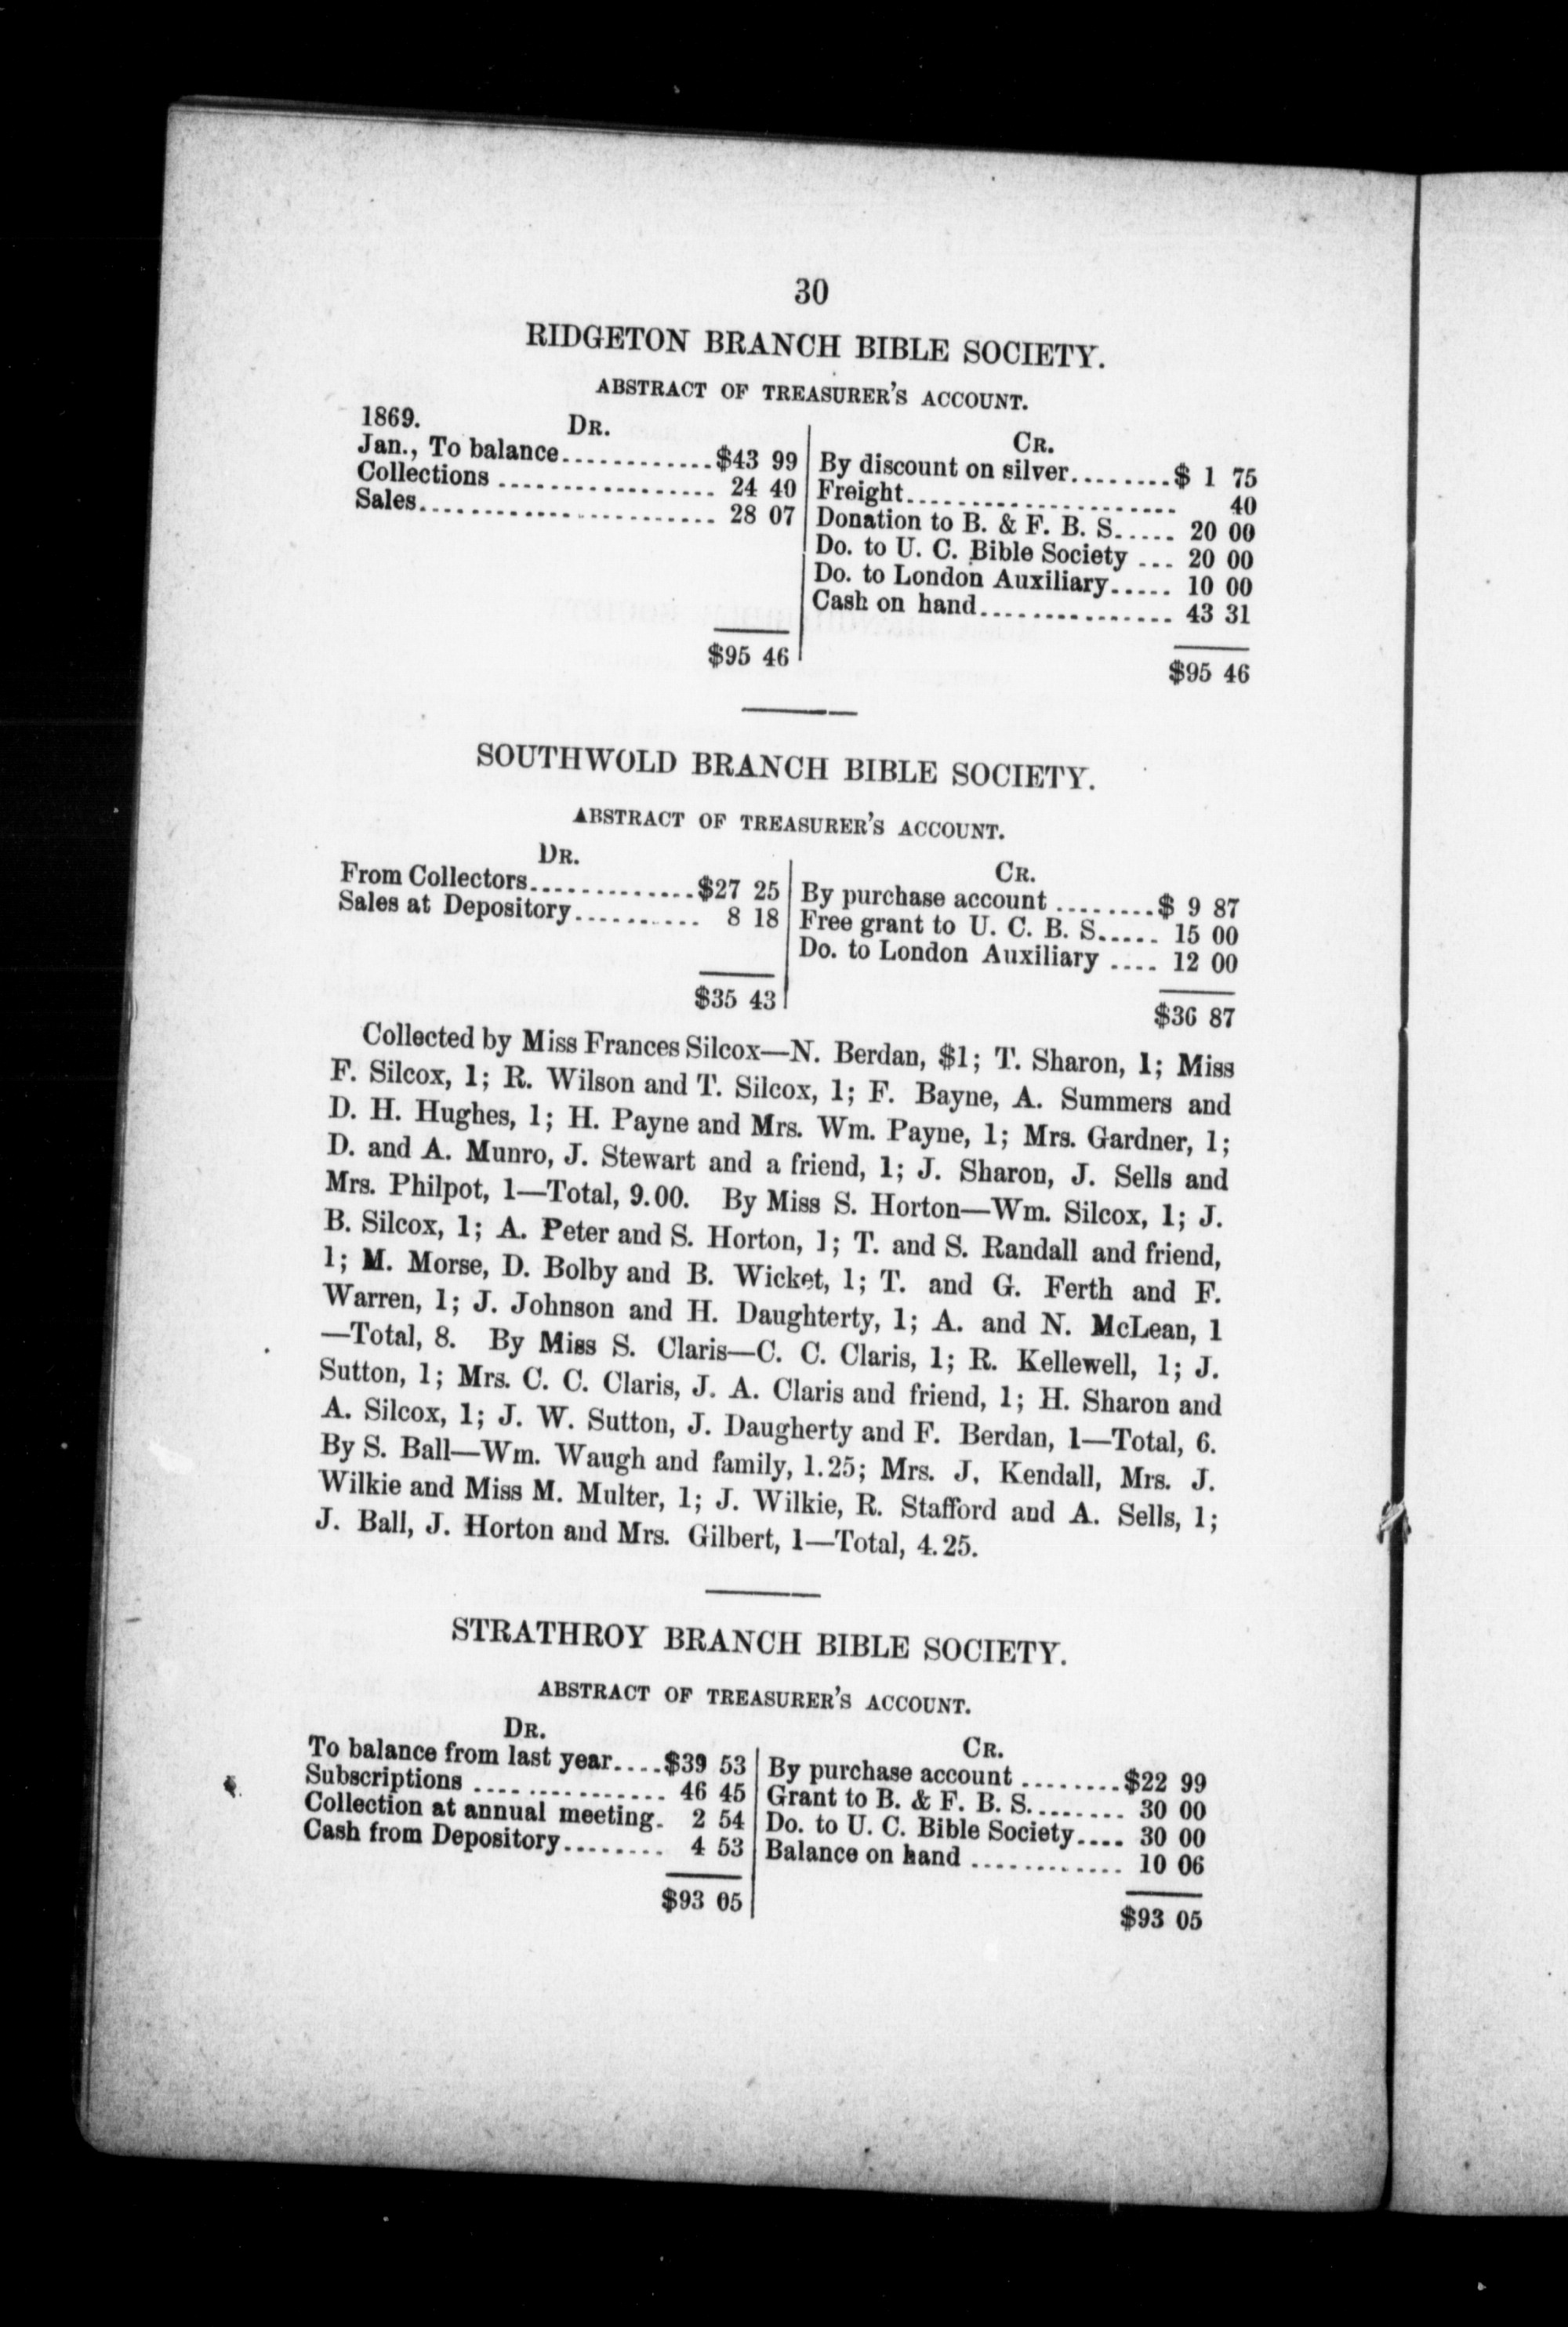 30
RIDGETON BRANCH BIBLE SOCIETY.
ABSTRACT OF TREASURER'S ACCOUNT.
1869. DR.
Jan., To balance............$43 99
Collections ................. 24 40
Sales....................... 28 07
$95 46
CR.
By discount on silver........$ 1 75
Freight..................... 40
Donation to B. & F. B. S..... 20 00
Do. to U. C. Bible Society ... 20 00
Do. to London Auxiliary..... 10 00
Cash on hand............... 43 31
$95 46
SOUTHWOLD BRANCH BIBLE SOCIETY.
ABSTRACT OF TREASURER'S ACCOUNT.
DR.
From Collectors.............$27 25
Sales at Depository.......... 8 18
$35 43
CR.
By purchase account ........$ 9 87
Free grant to U. C. B. S..... 15 00
Do. to London Auxiliary .... 12 00
$36 87
Collected by Miss Frances Silcox—N. Berdan, $1; T. Sharon, 1; Miss
F. Silcox, 1; R. Wilson and T. Silcox, 1; F. Bayne, A. Summers and
D. H. Hughes, 1; H. Payne and Mrs. Wm. Payne, 1; Mrs. Gardner, 1;
D. and A. Munro, J. Stewart and a friend, 1; J. Sharon, J. Sells and
Mrs. Philpot, 1—Total, 9.00. By Miss S. Horton—Wm. Silcox, 1; J.
B. Silcox, 1; A. Peter and S. Horton, 1; T. and S. Randall and friend,
1; M. Morse, D. Bolby and B. Wicket, 1; T. and G. Ferth and F.
Warren, 1; J. Johnson and H. Daughterty, 1; A. and N. McLean, 1
—Total, 8. By Miss S. Claris—C. C. Claris, 1; R. Kellewell, 1; J.
Sutton, 1; Mrs. C. C. Claris, J. A. Claris and friend, 1; H. Sharon and
A. Silcox, 1; J. W. Sutton, J. Daugherty and F. Berdan, 1—Total, 6.
By S. Ball—Wm. Waugh and family, 1.25; Mrs. J. Kendall, Mrs. J.
Wilkie and Miss M. Multer, 1; J. Wilkie, R. Stafford and A. Sells, 1;
J. Ball, J. Horton and Mrs. Gilbert, 1—Total, 4.25.
STRATHROY BRANCH BIBLE SOCIETY.
ABSTRACT OF TREASURER'S ACCOUNT.
DR.
To balance from last year....$39 53
Subscriptions ............... 46 45
Collection at annual meeting. 2 54
Cash from Depository........ 4 53
$93 05
CR.
By purchase account ........$22 99
Grant to B. & F. B. S........ 30 00
Do. to U. C. Bible Society.... 30 00
Balance on hand ............ 10 06
$93 05